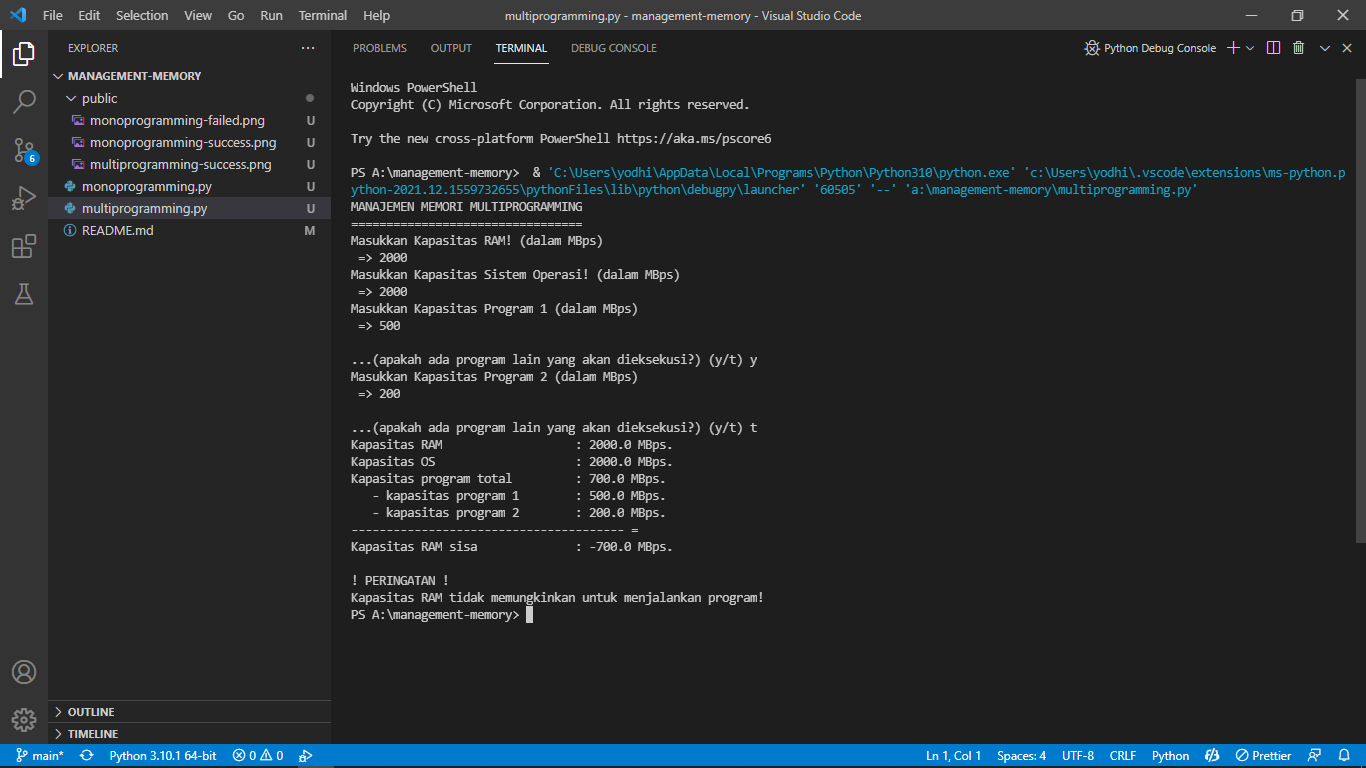 File Edit Selection View Go Run Terminal Help
multiprogramming.py - management-memory - Visual Studio Code
EXPLORER
MANAGEMENT-MEMORY
public
monoprogramming-failed.png U
monoprogramming-success.png U
multiprogramming-success.png U
monoprogramming.py U
multiprogramming.py U
README.md M
6
OUTLINE
TIMELINE
PROBLEMS OUTPUT TERMINAL DEBUG CONSOLE
Python Debug Console
Windows PowerShell
Copyright (C) Microsoft Corporation. All rights reserved.
Try the new cross-platform PowerShell https://aka.ms/pscore6
PS A:\management-memory>  & 'C:\Users\yodhi\AppData\Local\Programs\Python\Python310\python.exe' 'c:\Users\yodhi\.vscode\extensions\ms-python.p
ython-2021.12.1559732655\pythonFiles\lib\python\debugpy\launcher' '60505' '--' 'a:\management-memory\multiprogramming.py'
MANAJEMEN MEMORI MULTIPROGRAMMING
=================================
Masukkan Kapasitas RAM! (dalam MBps)
 => 2000
Masukkan Kapasitas Sistem Operasi! (dalam MBps)
 => 2000
Masukkan Kapasitas Program 1 (dalam MBps)
 => 500
...(apakah ada program lain yang akan dieksekusi?) (y/t) y
Masukkan Kapasitas Program 2 (dalam MBps)
 => 200
...(apakah ada program lain yang akan dieksekusi?) (y/t) t
Kapasitas RAM                   : 2000.0 MBps.
Kapasitas OS                    : 2000.0 MBps.
Kapasitas program total         : 700.0 MBps.
   - kapasitas program 1        : 500.0 MBps.
   - kapasitas program 2        : 200.0 MBps.
--------------------------------------- =
Kapasitas RAM sisa              : -700.0 MBps.
! PERINGATAN !
Kapasitas RAM tidak memungkinkan untuk menjalankan program!
PS A:\management-memory>
main* Python 3.10.1 64-bit 0 0 Ln 1, Col 1 Spaces: 4 UTF-8 CRLF Python Prettier